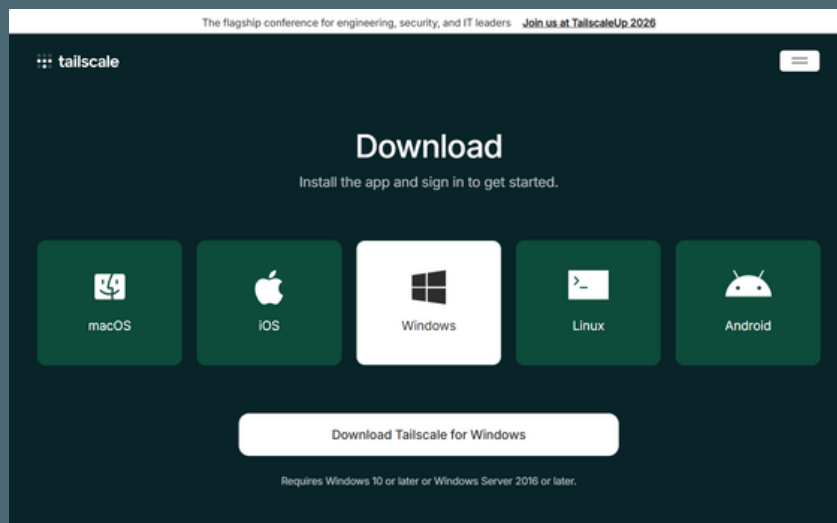 The flagship conference for engineering, security, and IT leaders Join us at TailscaleUp 2026
tailscale
Download
Install the app and sign in to get started.
macOS
iOS
Windows
Linux
Android
Download Tailscale for Windows
Requires Windows 10 or later or Windows Server 2016 or later.